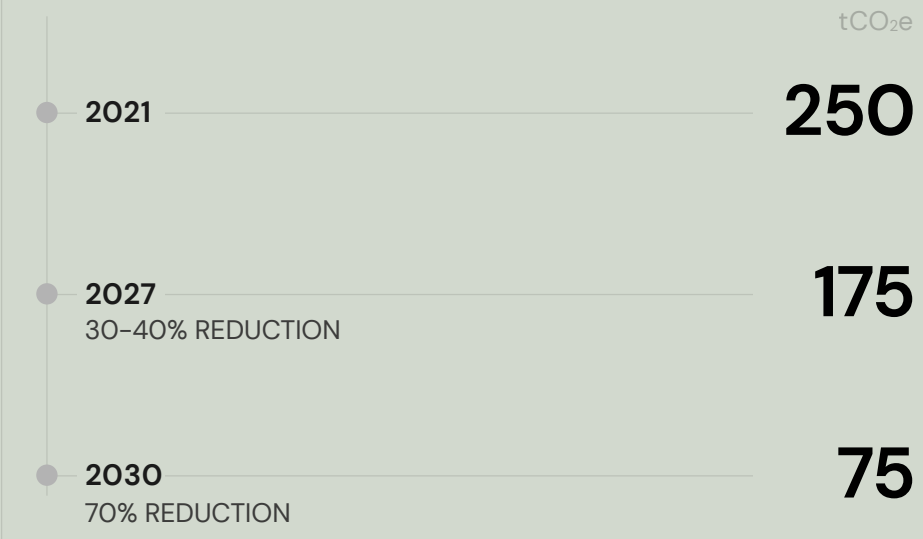 tCO₂e
2021 250
2027 175
30–40% REDUCTION
2030 75
70% REDUCTION